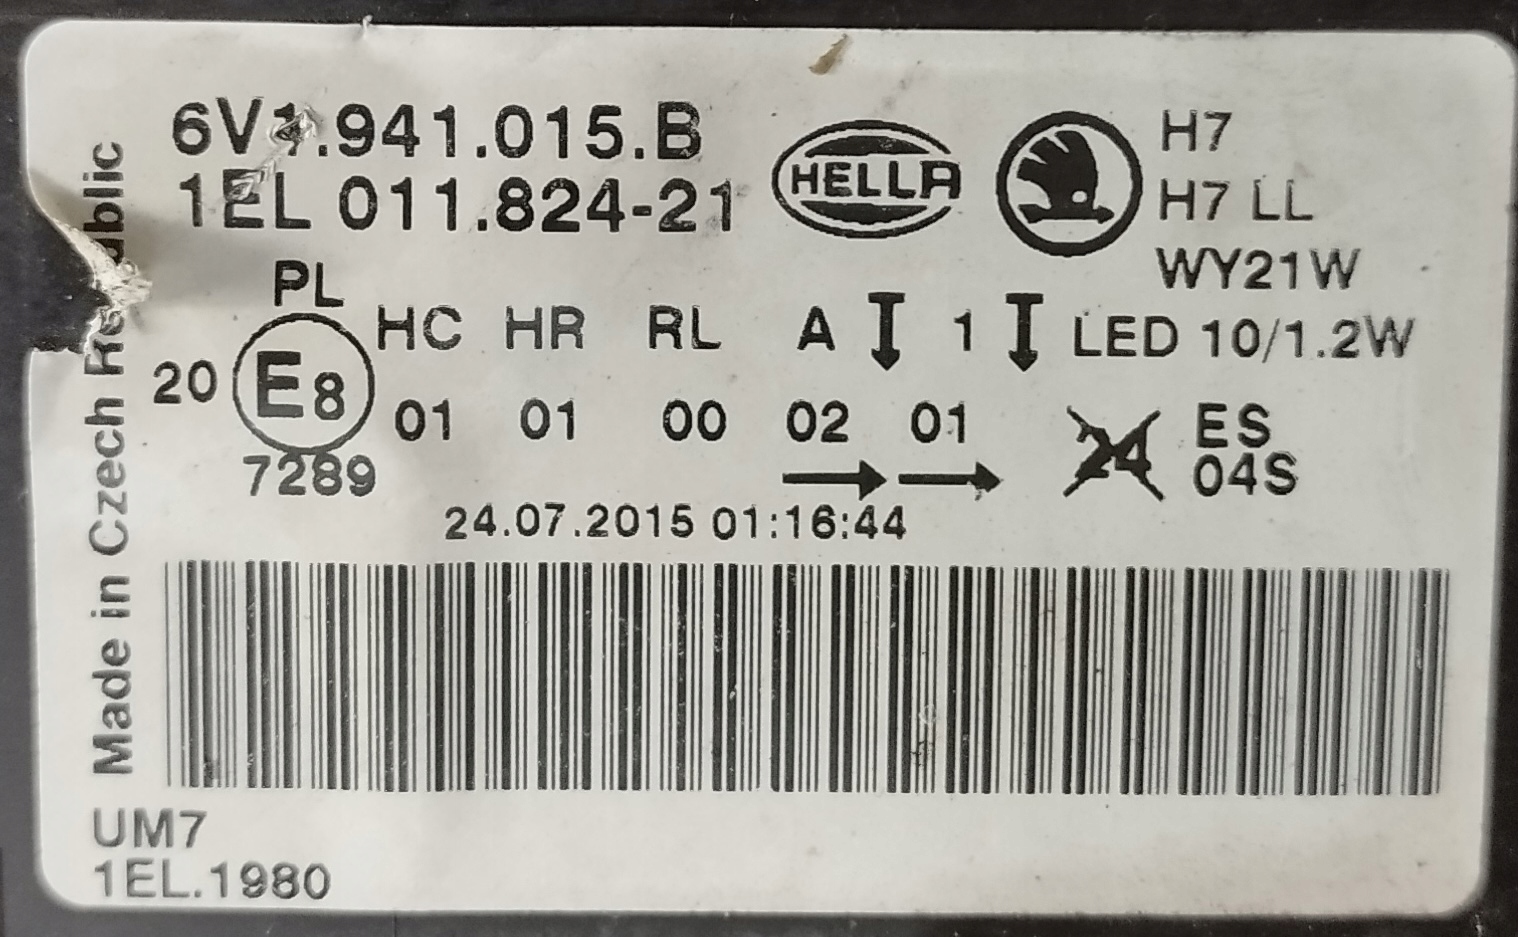 6V1.941.015.B
1EL 011.824-21
HELLA
H7
H7 LL
WY21W
LED 10/1.2W
PL
HC HR RL A 1
20 E8 01 01 00 02 01
7289
24
ES
04S
24.07.2015 01:16:44
Made in Czech Republic
UM7
1EL.1980